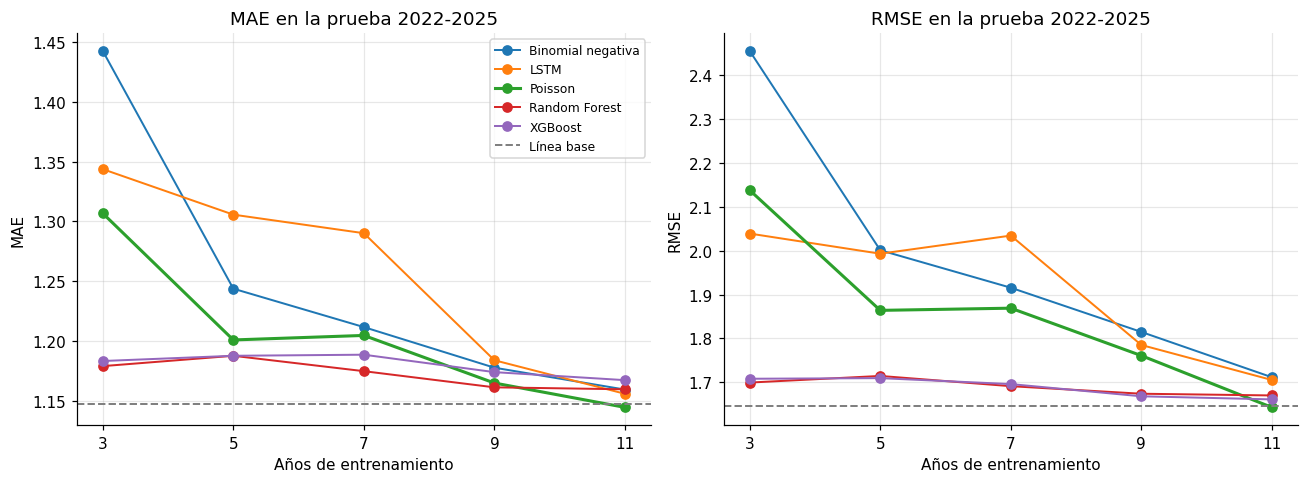 MAE en la prueba 2022-2025
1.45
1.40
1.35
1.30
1.25
1.20
1.15
MAE
3 5 7 9 11
Años de entrenamiento
Binomial negativa
LSTM
Poisson
Random Forest
XGBoost
Línea base
RMSE en la prueba 2022-2025
2.4
2.3
2.2
2.1
2.0
1.9
1.8
1.7
RMSE
3 5 7 9 11
Años de entrenamiento